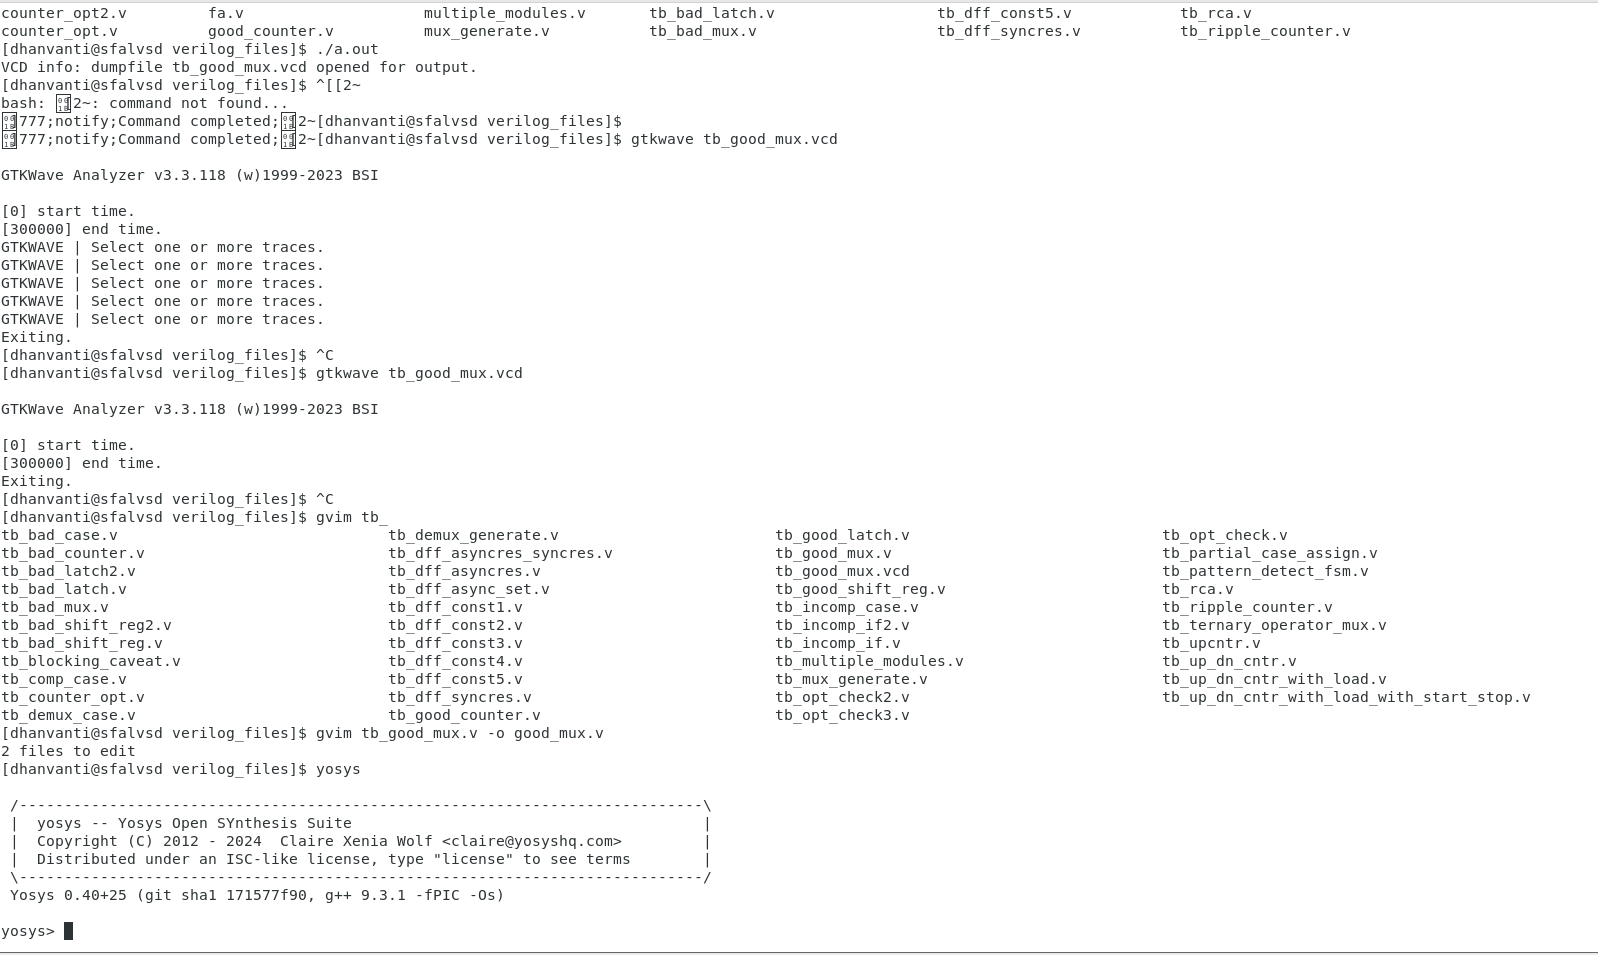 counter_opt2.v fa.v multiple_modules.v tb_bad_latch.v tb_dff_const5.v tb_rca.v
counter_opt.v good_counter.v mux_generate.v tb_bad_mux.v tb_dff_syncres.v tb_ripple_counter.v
[dhanvanti@sfalvsd verilog_files]$ ./a.out
VCD info: dumpfile tb_good_mux.vcd opened for output.
[dhanvanti@sfalvsd verilog_files]$ ^[[2~
bash: 2~: command not found...
777;notify;Command completed;2~[dhanvanti@sfalvsd verilog_files]$
777;notify;Command completed;2~[dhanvanti@sfalvsd verilog_files]$ gtkwave tb_good_mux.vcd
GTKWave Analyzer v3.3.118 (w)1999-2023 BSI
[0] start time.
[300000] end time.
GTKWAVE | Select one or more traces.
GTKWAVE | Select one or more traces.
GTKWAVE | Select one or more traces.
GTKWAVE | Select one or more traces.
GTKWAVE | Select one or more traces.
Exiting.
[dhanvanti@sfalvsd verilog_files]$ ^C
[dhanvanti@sfalvsd verilog_files]$ gtkwave tb_good_mux.vcd
GTKWave Analyzer v3.3.118 (w)1999-2023 BSI
[0] start time.
[300000] end time.
Exiting.
[dhanvanti@sfalvsd verilog_files]$ ^C
[dhanvanti@sfalvsd verilog_files]$ gvim tb_
tb_bad_case.v tb_demux_generate.v tb_good_latch.v tb_opt_check.v
tb_bad_counter.v tb_dff_asyncres_syncres.v tb_good_mux.v tb_partial_case_assign.v
tb_bad_latch2.v tb_dff_asyncres.v tb_good_mux.vcd tb_pattern_detect_fsm.v
tb_bad_latch.v tb_dff_async_set.v tb_good_shift_reg.v tb_rca.v
tb_bad_mux.v tb_dff_const1.v tb_incomp_case.v tb_ripple_counter.v
tb_bad_shift_reg2.v tb_dff_const2.v tb_incomp_if2.v tb_ternary_operator_mux.v
tb_bad_shift_reg.v tb_dff_const3.v tb_incomp_if.v tb_upcntr.v
tb_blocking_caveat.v tb_dff_const4.v tb_multiple_modules.v tb_up_dn_cntr.v
tb_comp_case.v tb_dff_const5.v tb_mux_generate.v tb_up_dn_cntr_with_load.v
tb_counter_opt.v tb_dff_syncres.v tb_opt_check2.v tb_up_dn_cntr_with_load_with_start_stop.v
tb_demux_case.v tb_good_counter.v tb_opt_check3.v
[dhanvanti@sfalvsd verilog_files]$ gvim tb_good_mux.v -o good_mux.v
2 files to edit
[dhanvanti@sfalvsd verilog_files]$ yosys
/----------------------------------------------------------------------------\
| yosys -- Yosys Open SYnthesis Suite |
| Copyright (C) 2012 - 2024 Claire Xenia Wolf <claire@yosyshq.com> |
| Distributed under an ISC-like license, type "license" to see terms |
\----------------------------------------------------------------------------/
Yosys 0.40+25 (git sha1 171577f90, g++ 9.3.1 -fPIC -Os)
yosys>